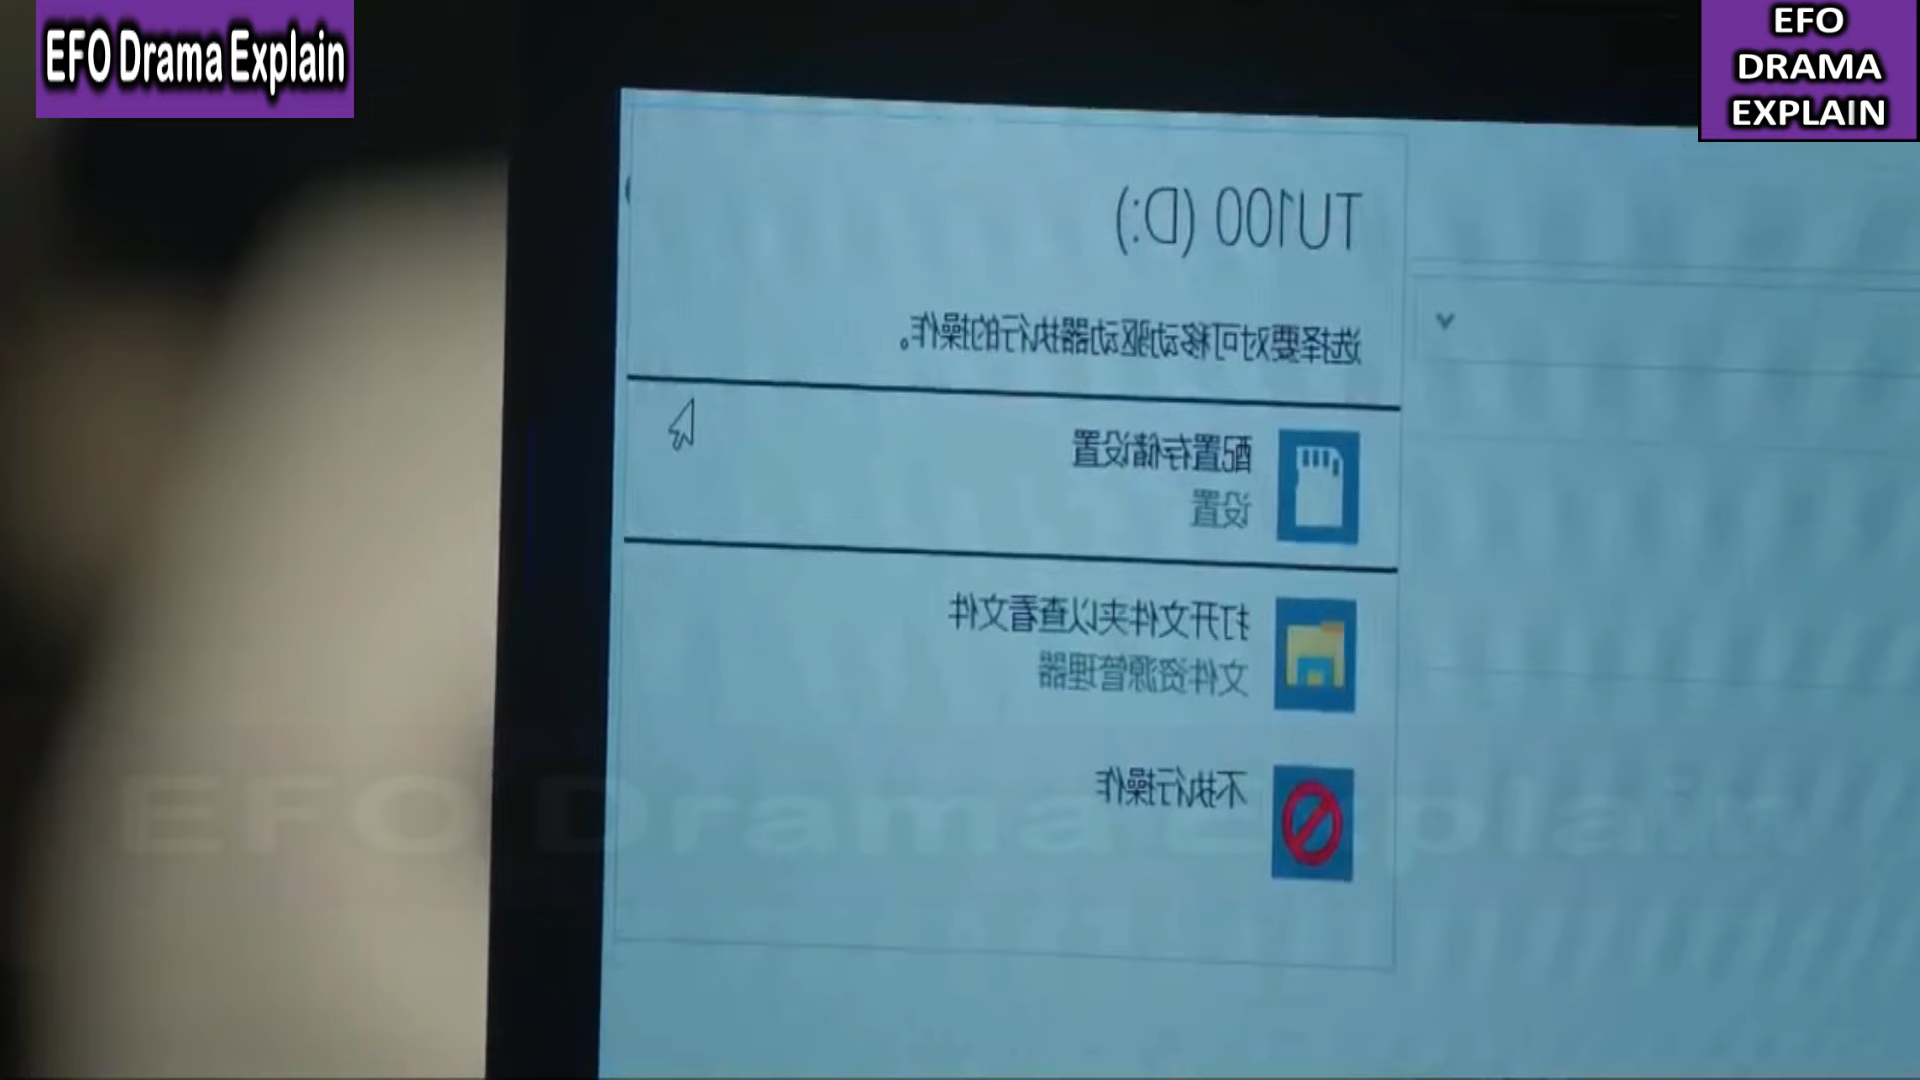 EFO Drama Explain
EFO
DRAMA
EXPLAIN
TU100 (D:)
选择要对可移动驱动器执行的操作。
配置存储设置
设置
打开文件夹以查看文件
文件资源管理器
不执行操作
EFO Drama Explain